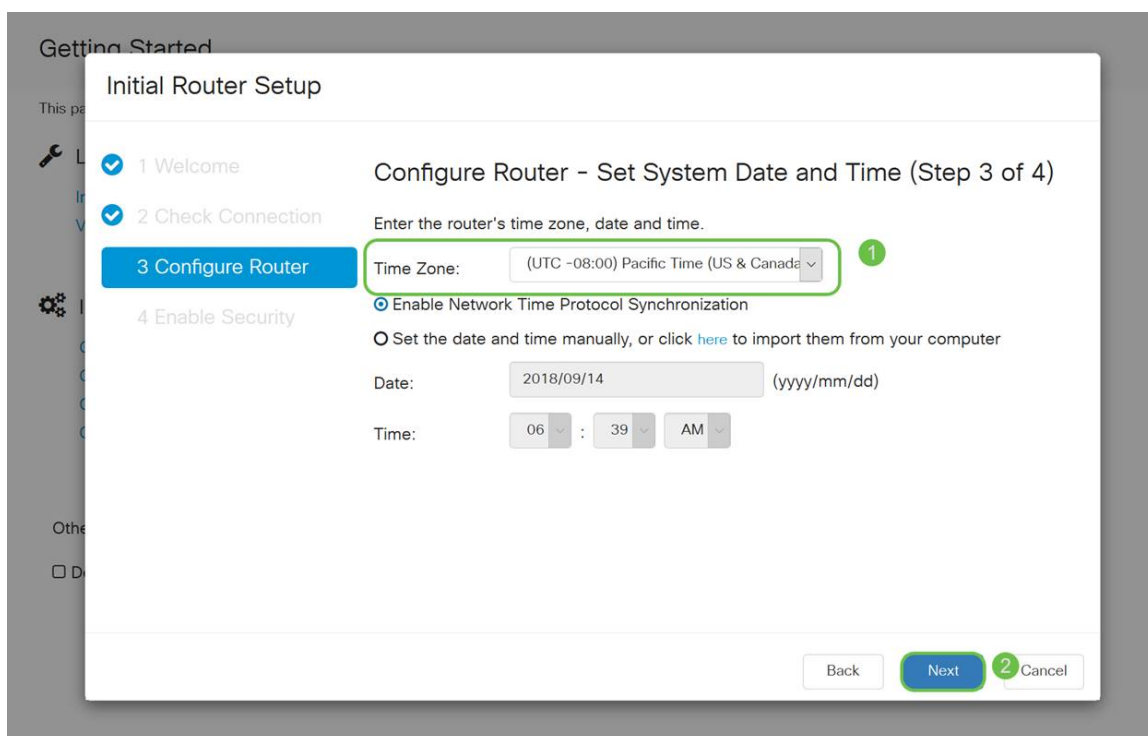 Getting Started
Initial Router Setup
This pa
1 Welcome
2 Check Connection
3 Configure Router
4 Enable Security
Configure Router - Set System Date and Time (Step 3 of 4)
Enter the router's time zone, date and time.
Time Zone: (UTC -08:00) Pacific Time (US & Canada 1
Enable Network Time Protocol Synchronization
Set the date and time manually, or click here to import them from your computer
Date: 2018/09/14 (yyyy/mm/dd)
Time: 06 : 39 AM
Othe
Back Next 2 Cancel